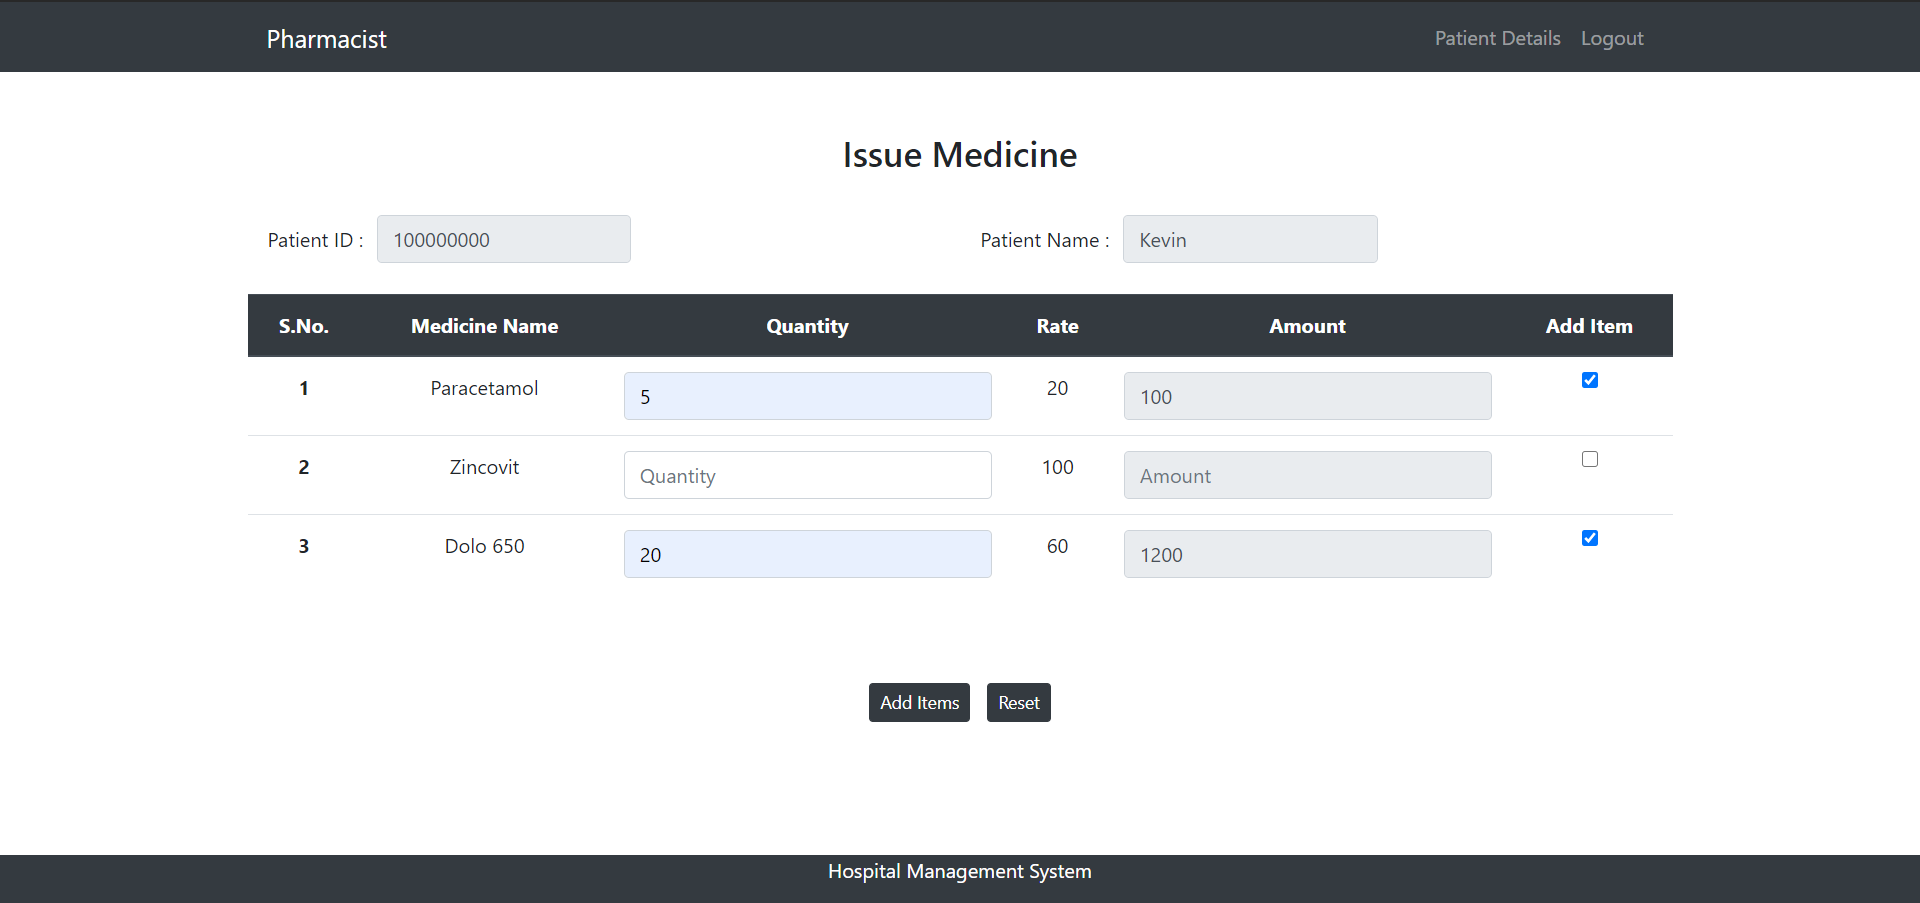 Pharmacist Patient Details Logout
Issue Medicine
Patient ID : 100000000 Patient Name : Kevin
S.No. Medicine Name Quantity Rate Amount Add Item
1 Paracetamol 5 20 100
2 Zincovit Quantity 100 Amount
3 Dolo 650 20 60 1200
Add Items Reset
Hospital Management System